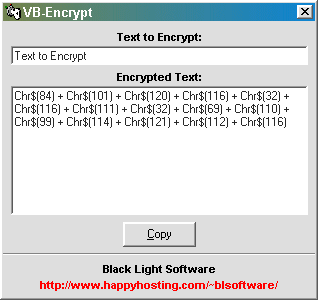 VB-Encrypt
Text to Encrypt:
Text to Encrypt
Encrypted Text:
Chr$(84) + Chr$(101) + Chr$(120) + Chr$(116) + Chr$(32) +
Chr$(116) + Chr$(111) + Chr$(32) + Chr$(69) + Chr$(110) +
Chr$(99) + Chr$(114) + Chr$(121) + Chr$(112) + Chr$(116)
Copy
Black Light Software
http://www.happyhosting.com/~blsoftware/